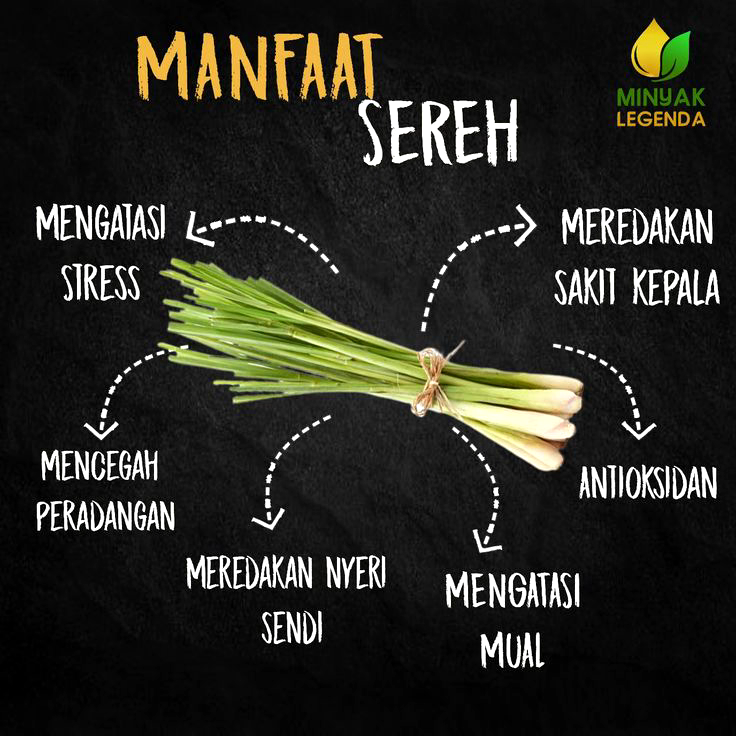 MANFAAT
SEREH
MINYAK
LEGENDA
MENGATASI
STRESS
MEREDAKAN
SAKIT KEPALA
MENCEGAH
PERADANGAN
ANTIOKSIDAN
MEREDAKAN NYERI
SENDI
MENGATASI
MUAL